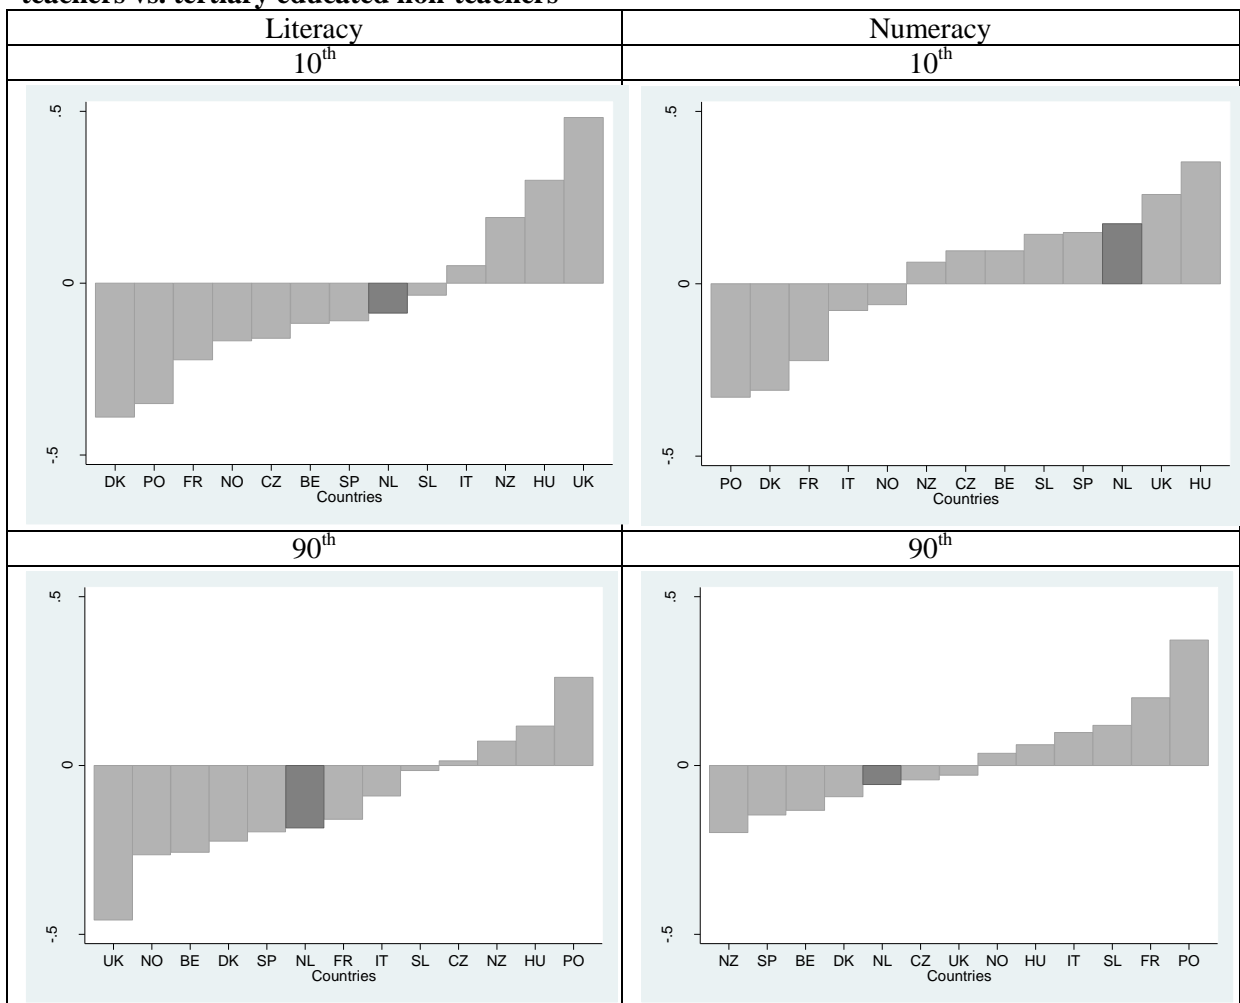 teachers vs. tertiary educated non-teachers
Literacy Numeracy
10th 10th
.5
0
-.5
DK PO FR NO CZ BE SP NL SL IT NZ HU UK
Countries
.5
0
-.5
PO DK FR IT NO NZ CZ BE SL SP NL UK HU
Countries
90th 90th
.5
0
-.5
UK NO BE DK SP NL FR IT SL CZ NZ HU PO
Countries
.5
0
-.5
NZ SP BE DK NL CZ UK NO HU IT SL FR PO
Countries